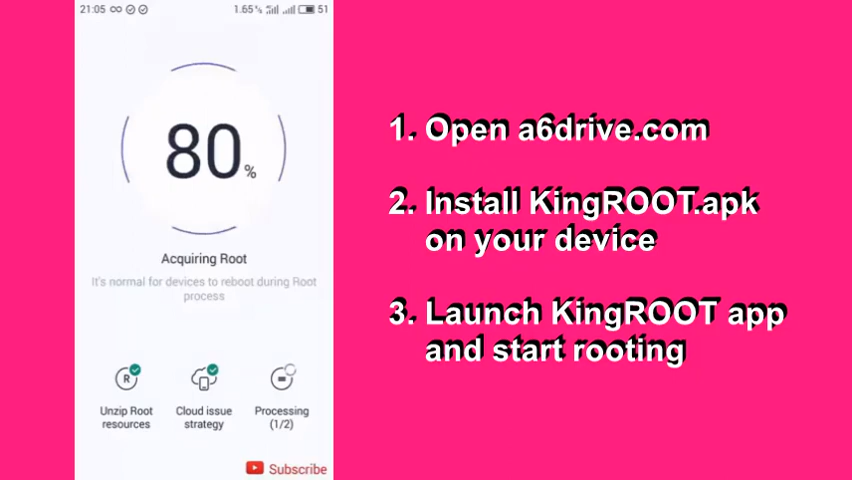 21:05 1.65% 51
80%
Acquiring Root
It's normal for devices to reboot during Root
process
Unzip Root
resources
Cloud issue
strategy
Processing
(1/2)
Subscribe
1. Open a6drive.com
2. Install KingROOT.apk
on your device
3. Launch KingROOT app
and start rooting